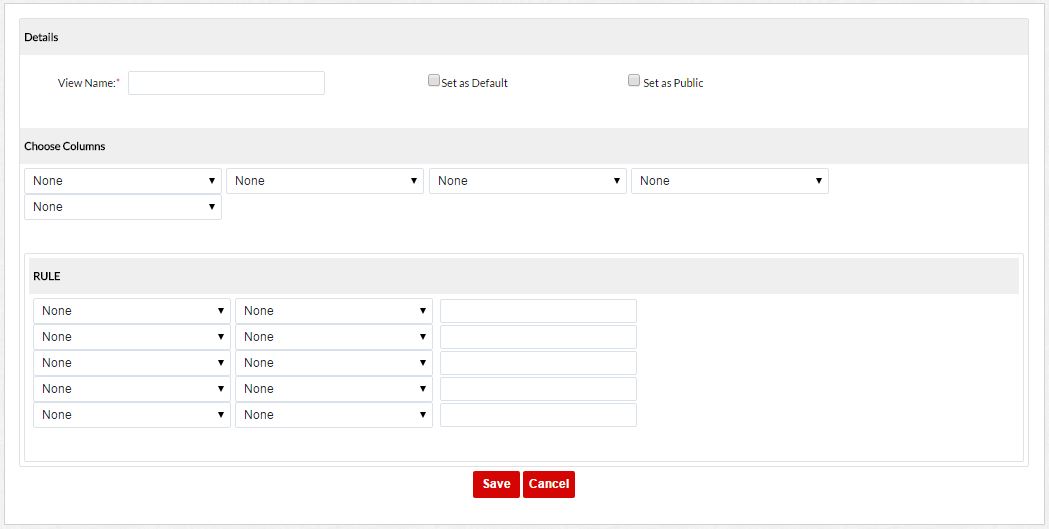 Details
View Name:* Set as Default Set as Public
Choose Columns
None None None None
None
RULE
None None
None None
None None
None None
None None
Save Cancel